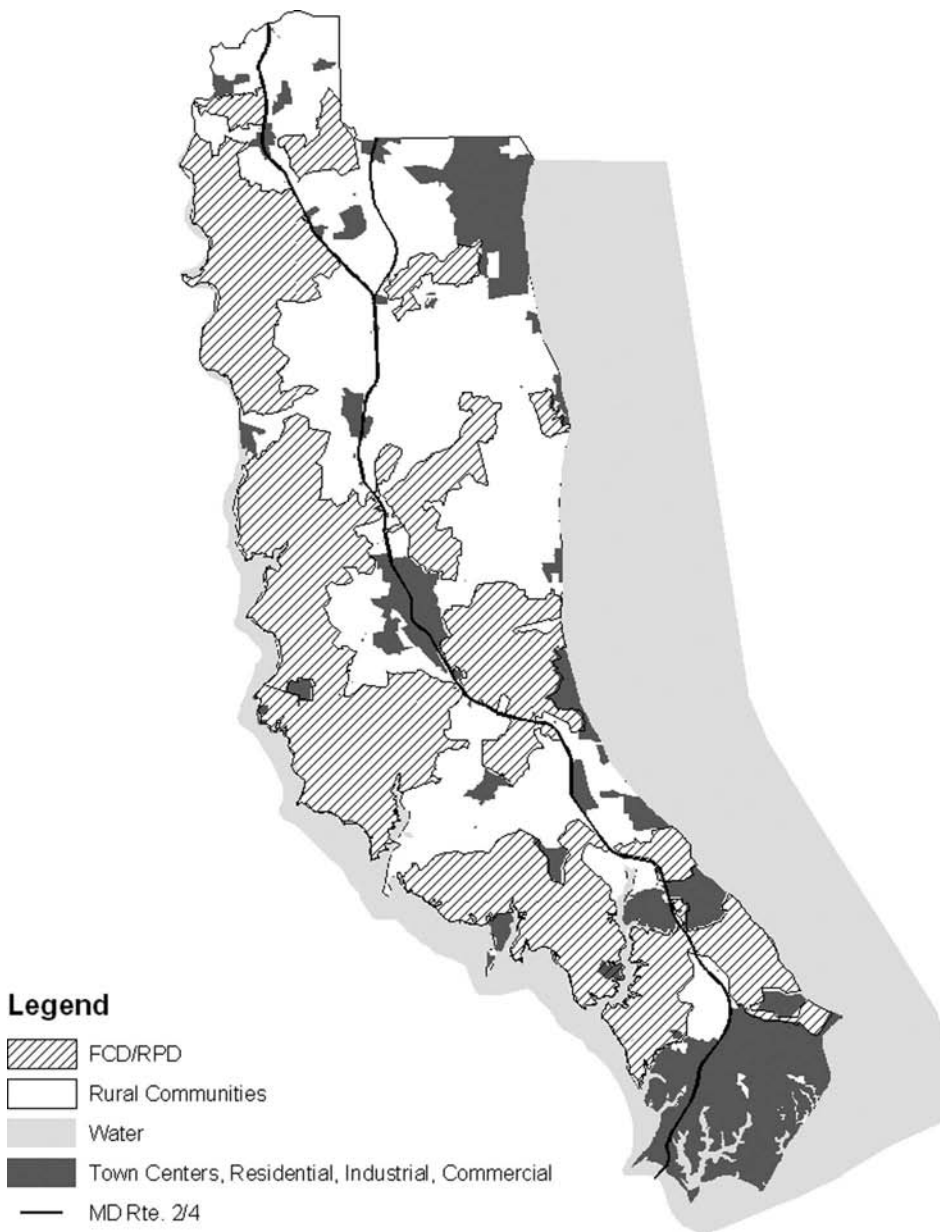 Legend
FCD/RPD
Rural Communities
Water
Town Centers, Residential, Industrial, Commercial
MD Rte. 2/4